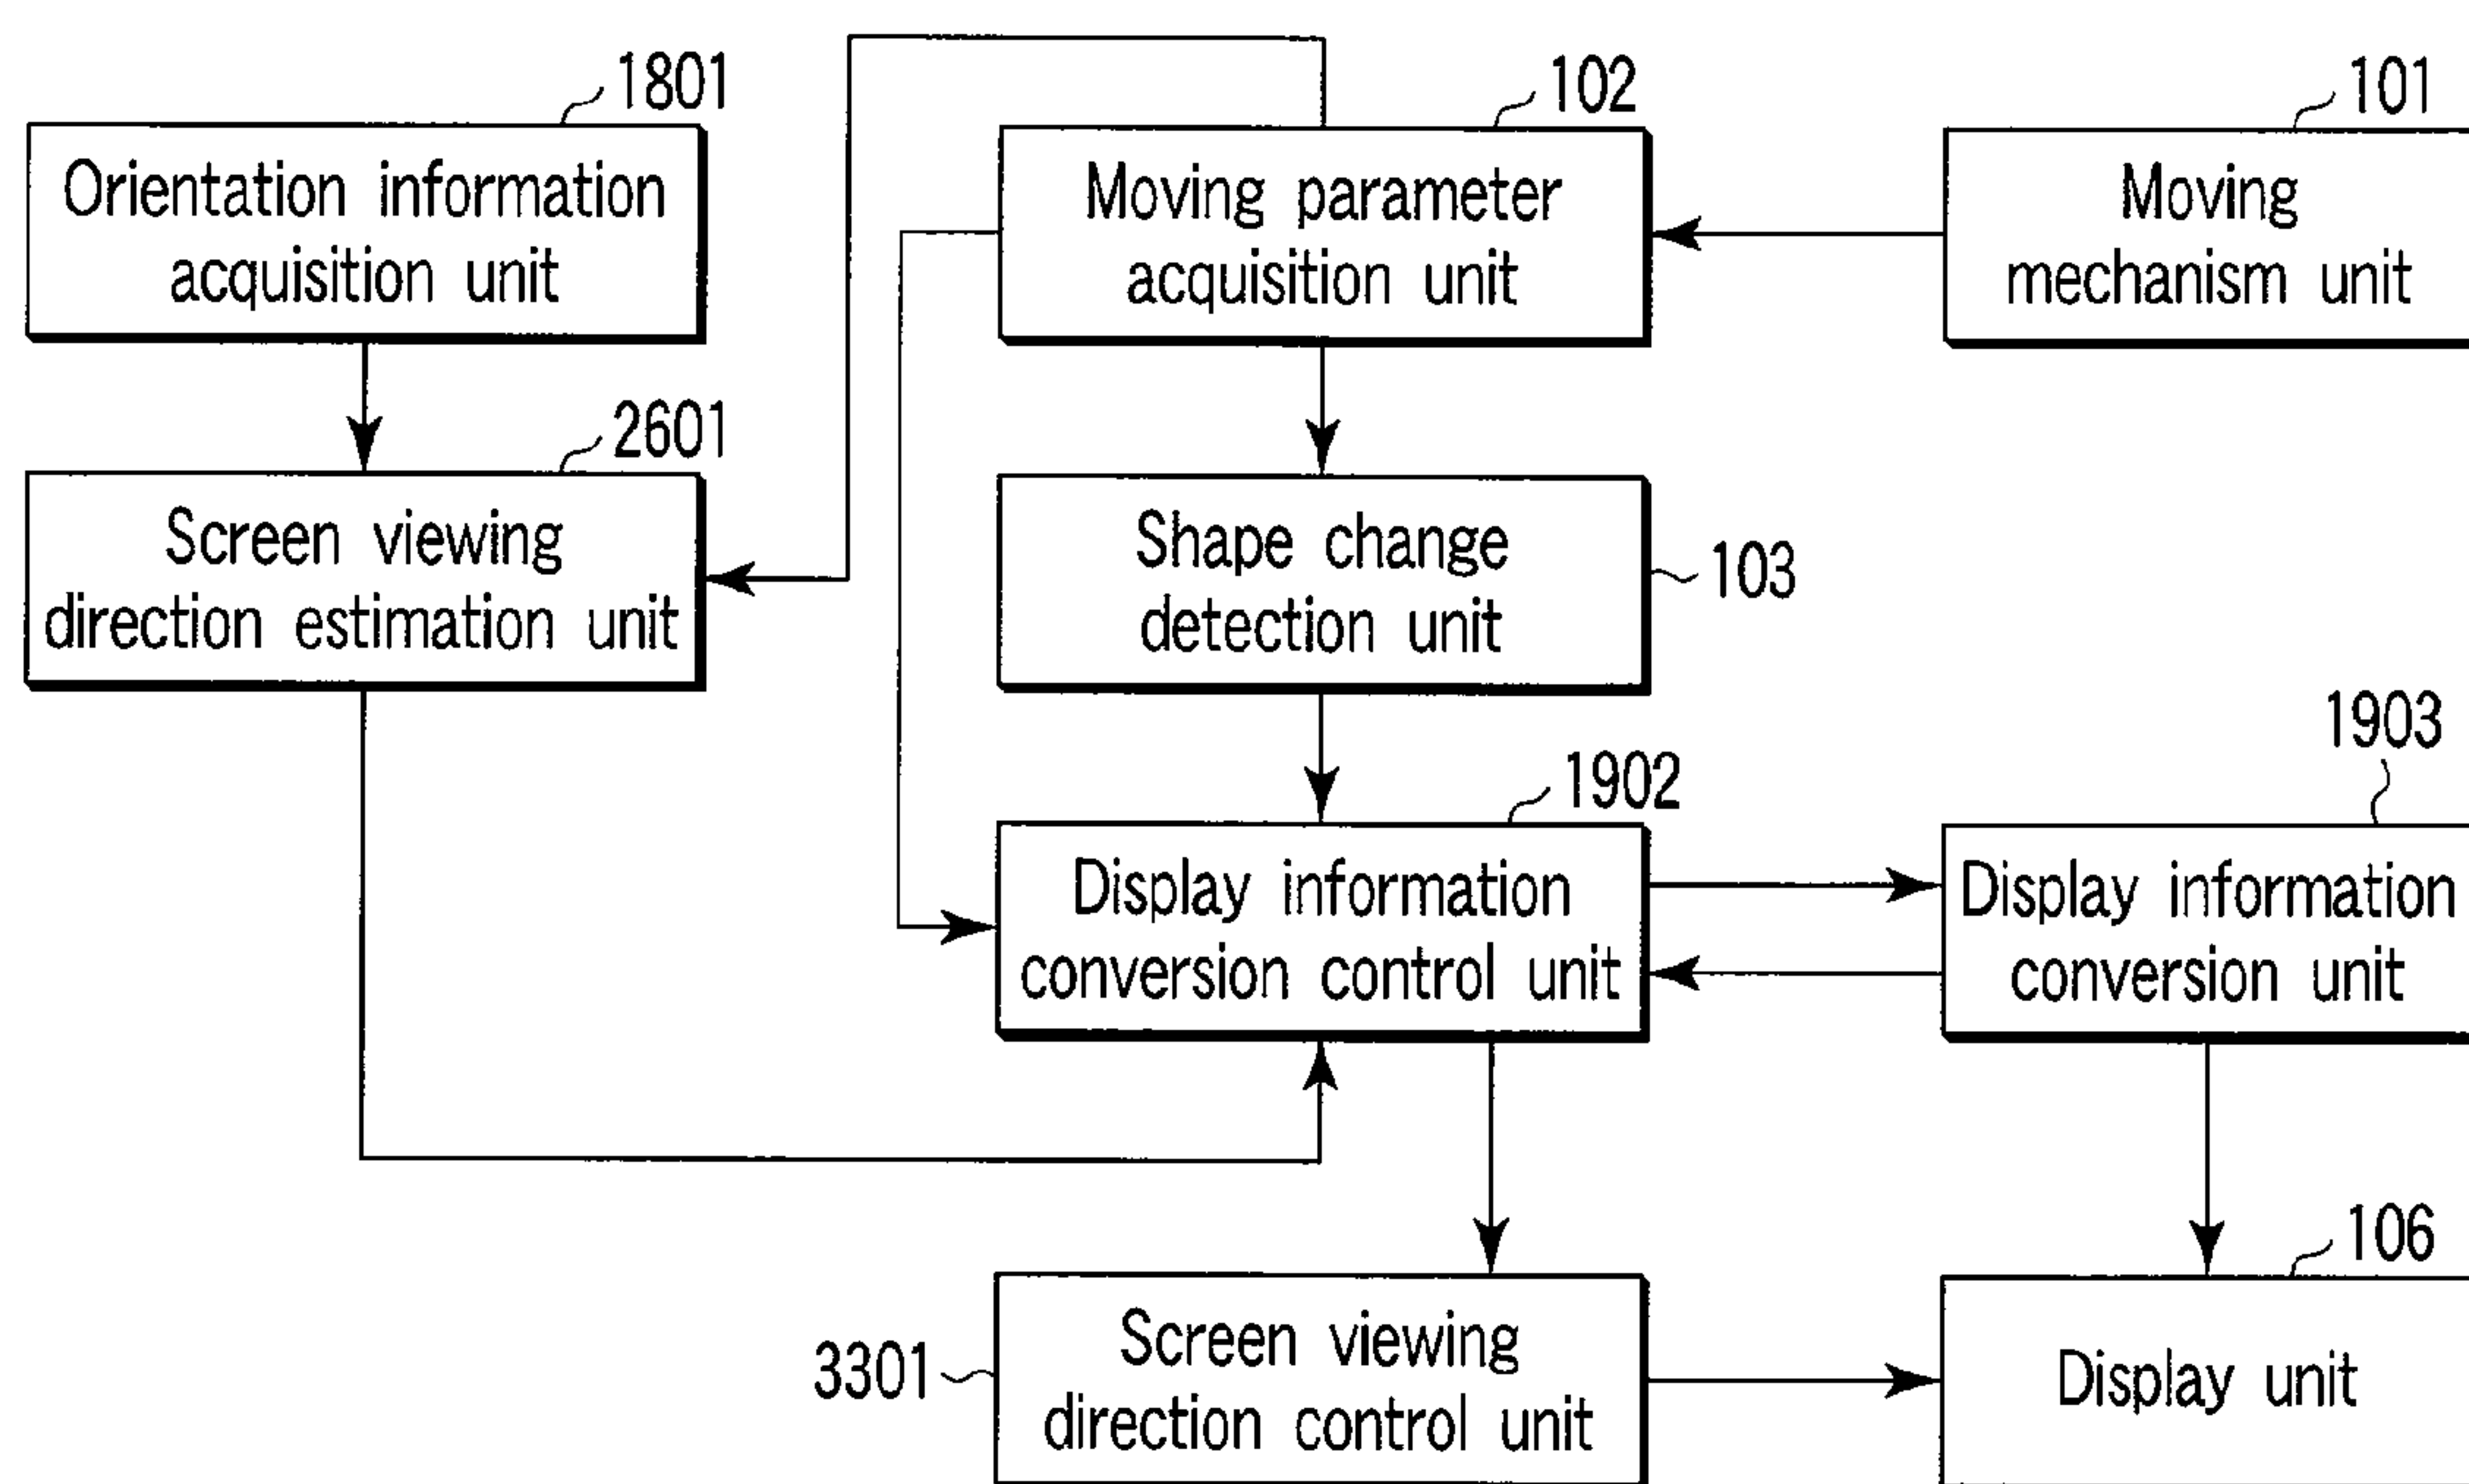 1801
Orientation information
acquisition unit
102
Moving parameter
acquisition unit
101
Moving
mechanism unit
2601
Screen viewing
direction estimation unit
Shape change
detection unit
103
1902
Display information
conversion control unit
1903
Display information
conversion unit
3301
Screen viewing
direction control unit
106
Display unit